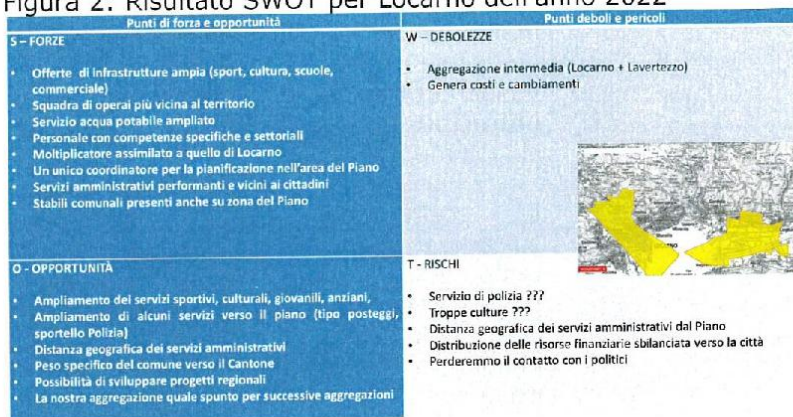 Figura 2: Risultato SWOT per Locarno dell'anno 2022
Punti di forza e opportunità
Punti deboli e pericoli
S – FORZE
• Offerte di infrastrutture ampia (sport, cultura, scuole,
commerciale)
• Squadra di operai più vicina al territorio
• Servizio acqua potabile ampliato
• Personale con competenze specifiche e settoriali
• Moltiplicatore assimilato a quello di Locarno
• Un unico coordinatore per la pianificazione nell'area del Piano
• Servizi amministrativi performanti e vicini ai cittadini
• Stabili comunali presenti anche su zona del Piano
W – DEBOLEZZE
• Aggregazione intermedia (Locarno + Lavertezzo)
• Genera costi e cambiamenti
O - OPPORTUNITÀ
• Ampliamento dei servizi sportivi, culturali, giovanili, anziani,
• Ampliamento di alcuni servizi verso il piano (tipo posteggi,
sportello Polizia)
• Distanza geografica dei servizi amministrativi
• Peso specifico del comune verso il Cantone
• Possibilità di sviluppare progetti regionali
• La nostra aggregazione quale spunto per successive aggregazioni
T - RISCHI
• Servizio di polizia ???
• Troppe culture ???
• Distanza geografica dei servizi amministrativi dal Piano
• Distribuzione delle risorse finanziarie sbilanciata verso la città
• Perderemmo il contatto con i politici